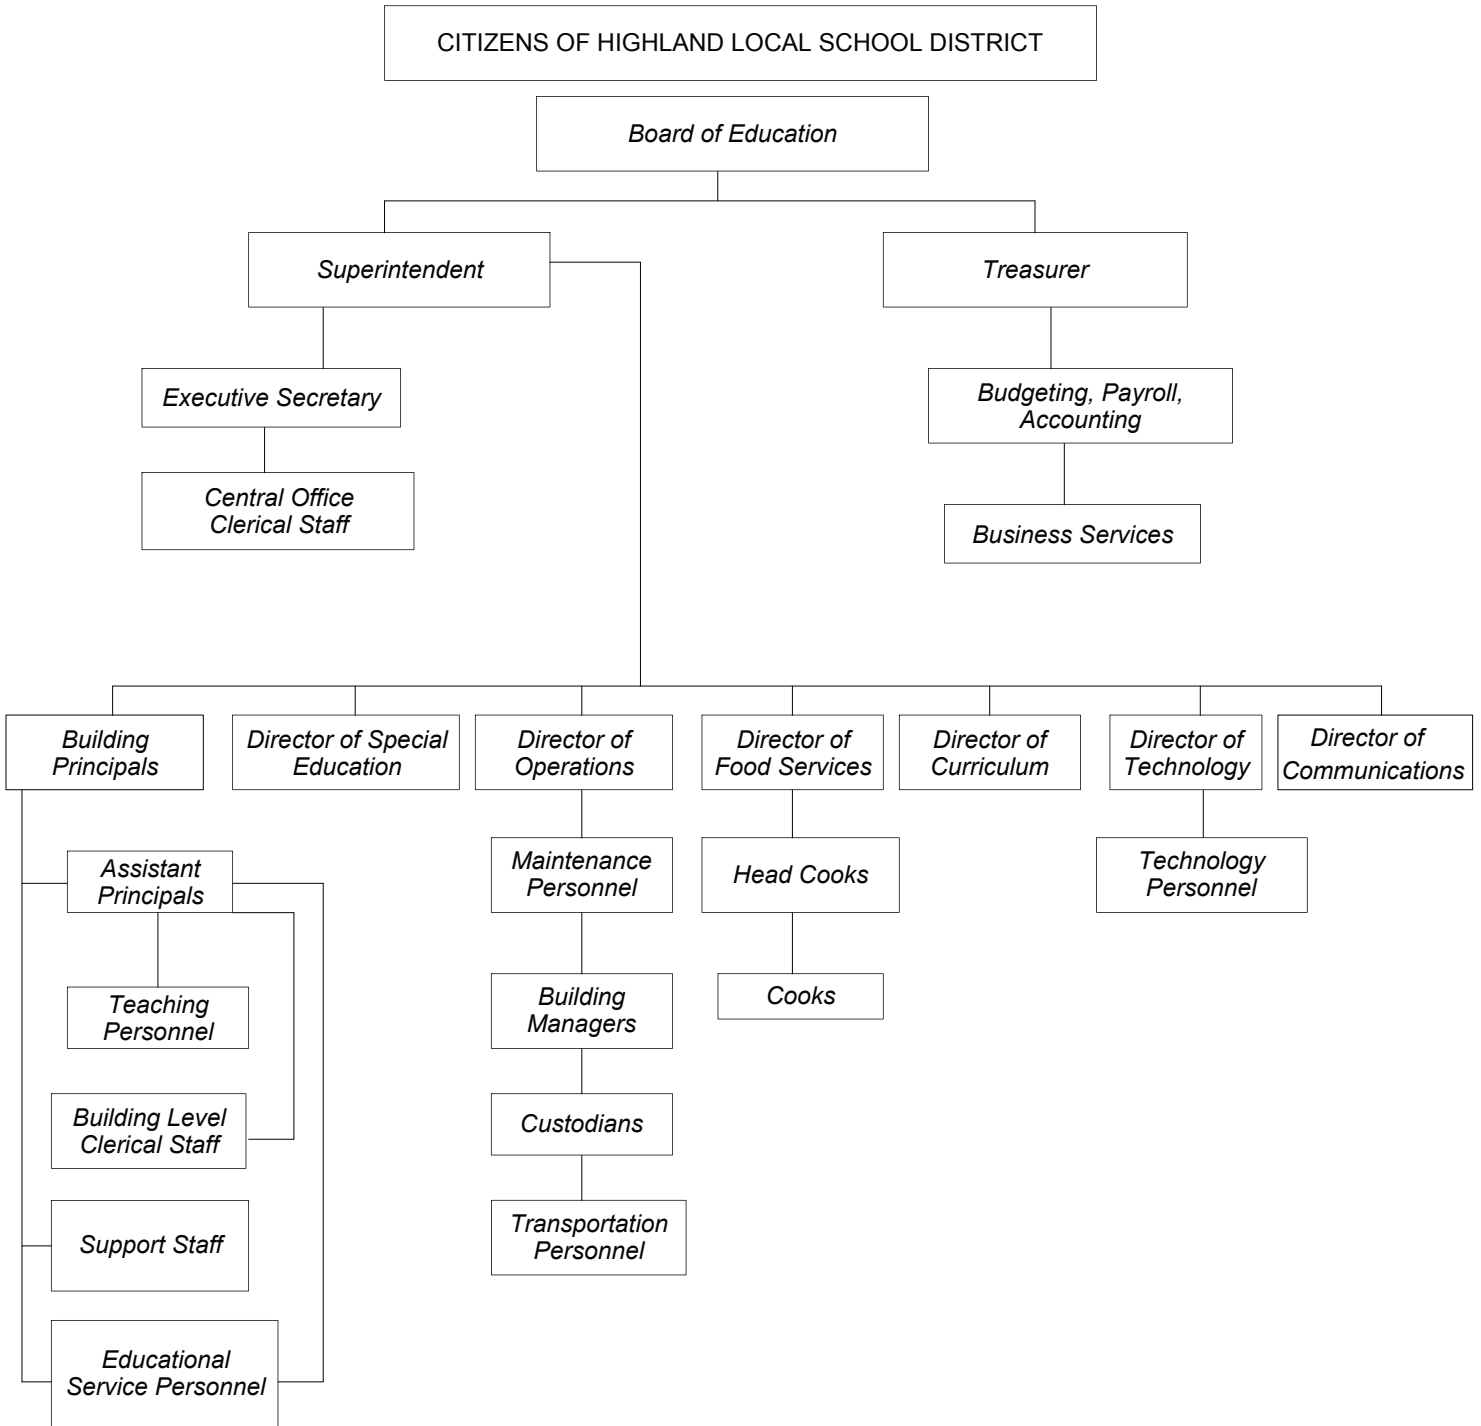 CITIZENS OF HIGHLAND LOCAL SCHOOL DISTRICT
Board of Education
Superintendent
Treasurer
Executive Secretary
Budgeting, Payroll,
Accounting
Central Office
Clerical Staff
Business Services
Building
Principals
Director of Special
Education
Director of
Operations
Director of
Food Services
Director of
Curriculum
Director of
Technology
Director of
Communications
Assistant
Principals
Maintenance
Personnel
Head Cooks
Technology
Personnel
Teaching
Personnel
Building
Managers
Cooks
Building Level
Clerical Staff
Custodians
Support Staff
Transportation
Personnel
Educational
Service Personnel